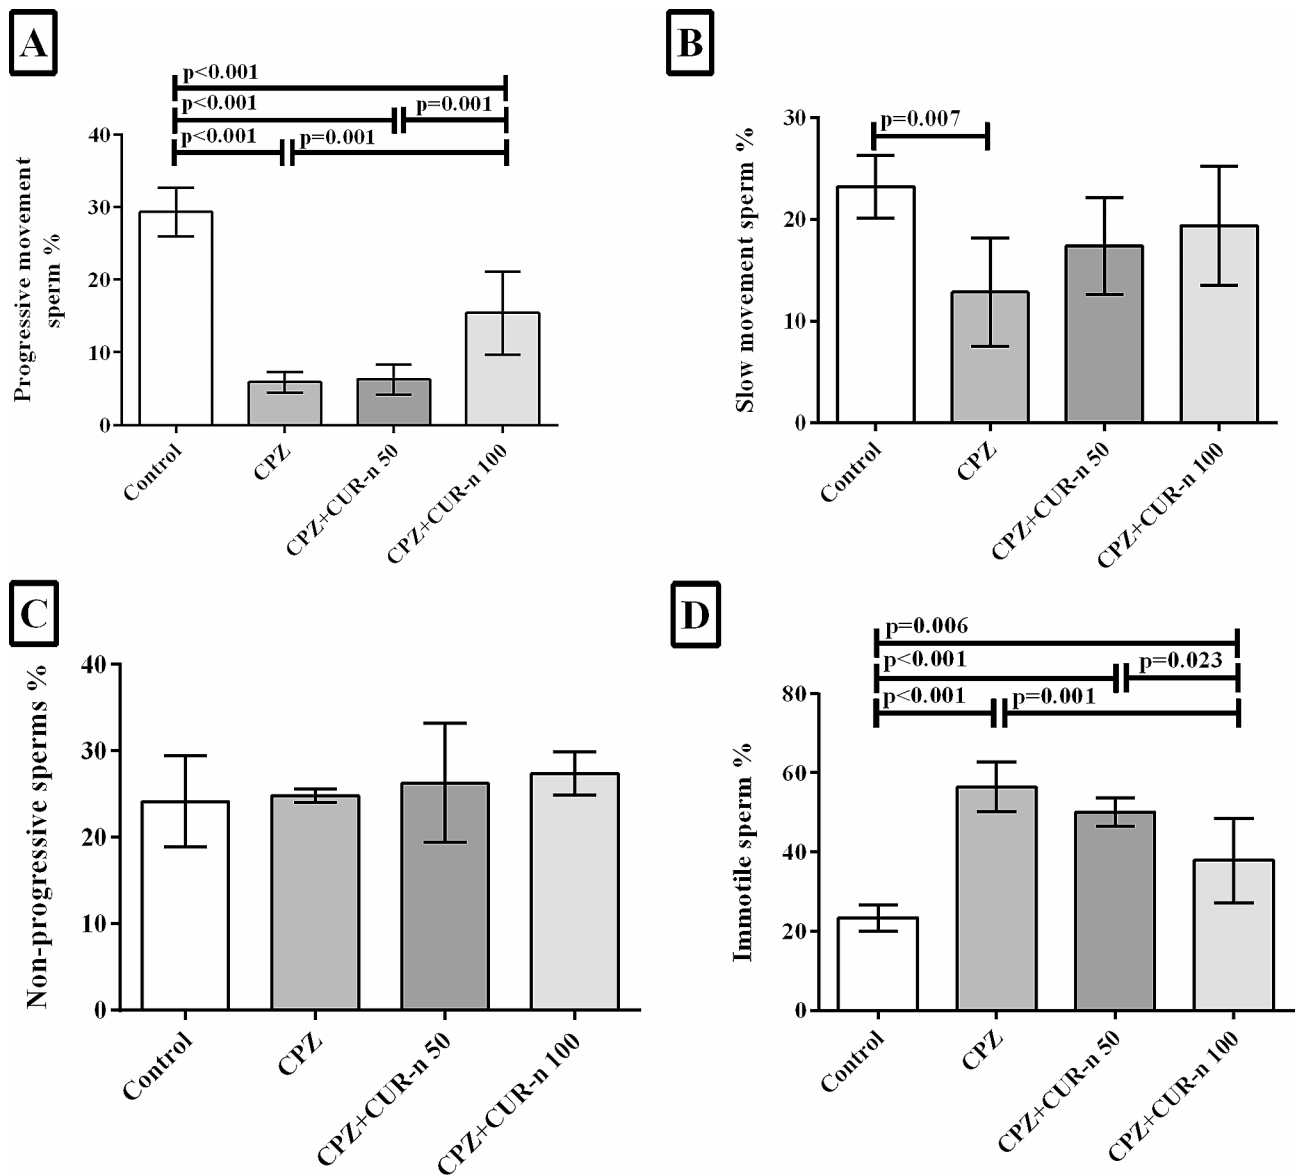 A
p<0.001
p<0.001
p=0.001
p<0.001
p=0.001
Progressive movement
sperm %
40
30
20
10
0
Control
CPZ
CPZ+CUR-n 50
CPZ+CUR-n 100
B
p=0.007
Slow movement sperm %
30
20
10
0
Control
CPZ
CPZ+CUR-n 50
CPZ+CUR-n 100
C
Non-progressive sperms %
40
30
20
10
0
Control
CPZ
CPZ+CUR-n 50
CPZ+CUR-n 100
D
p=0.006
p<0.001
p=0.023
p<0.001
p=0.001
Immotile sperm %
80
60
40
20
0
Control
CPZ
CPZ+CUR-n 50
CPZ+CUR-n 100